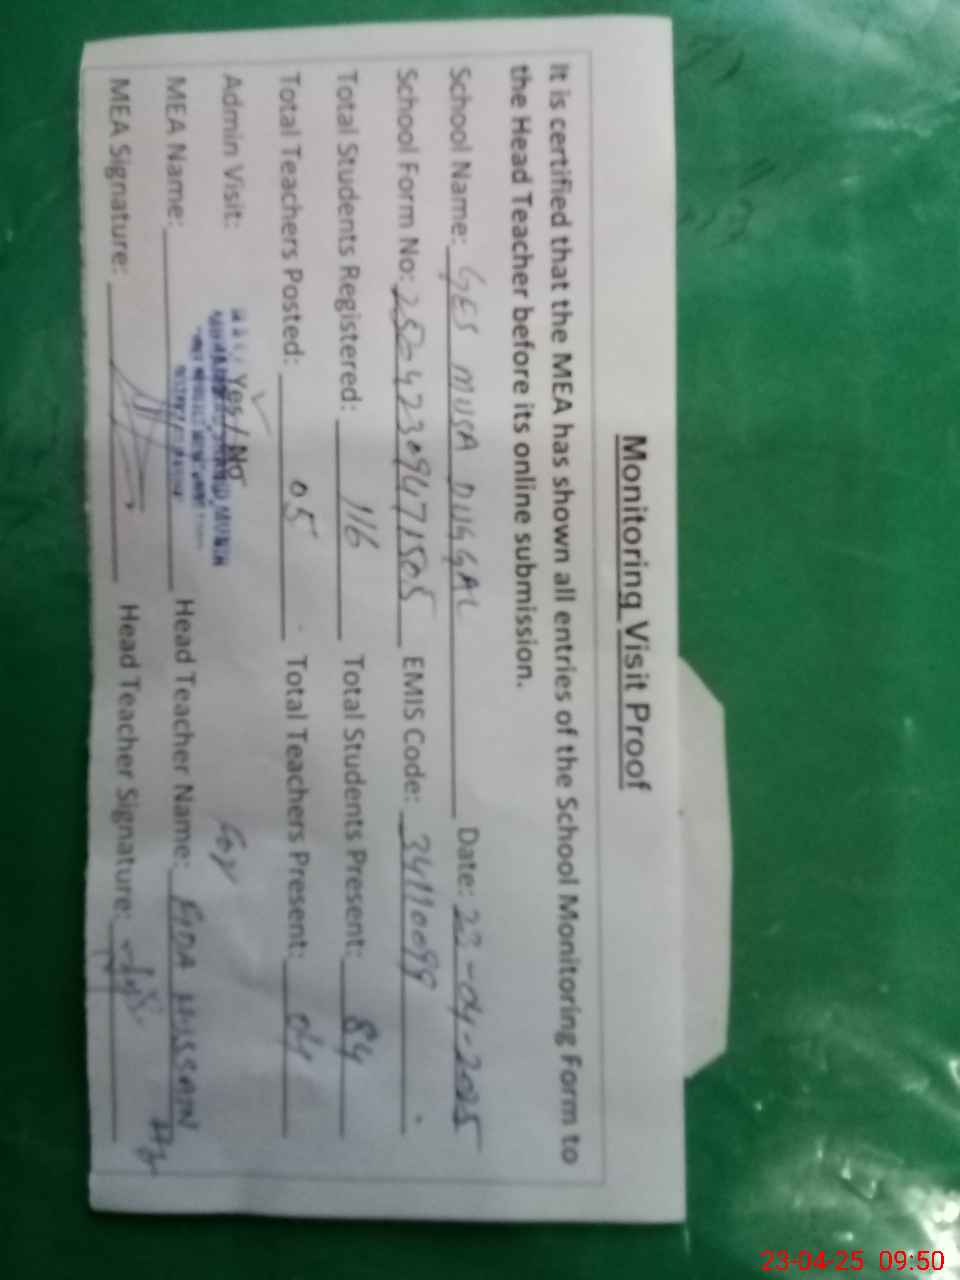 Monitoring Visit Proof
It is certified that the MEA has shown all entries of the School Monitoring Form to
the Head Teacher before its online submission.
School Name: GES MUSA DUGGAL Date: 23-04-2025
School Form No: EMIS Code:
Total Students Registered: 116 Total Students Present: 84
Total Teachers Posted: 05 Total Teachers Present: 04
Admin Visit: Yes / No For
MEA Name: Head Teacher Name: FIDA HUSSAIN
MEA Signature: Head Teacher Signature:
23-04-25 09:50